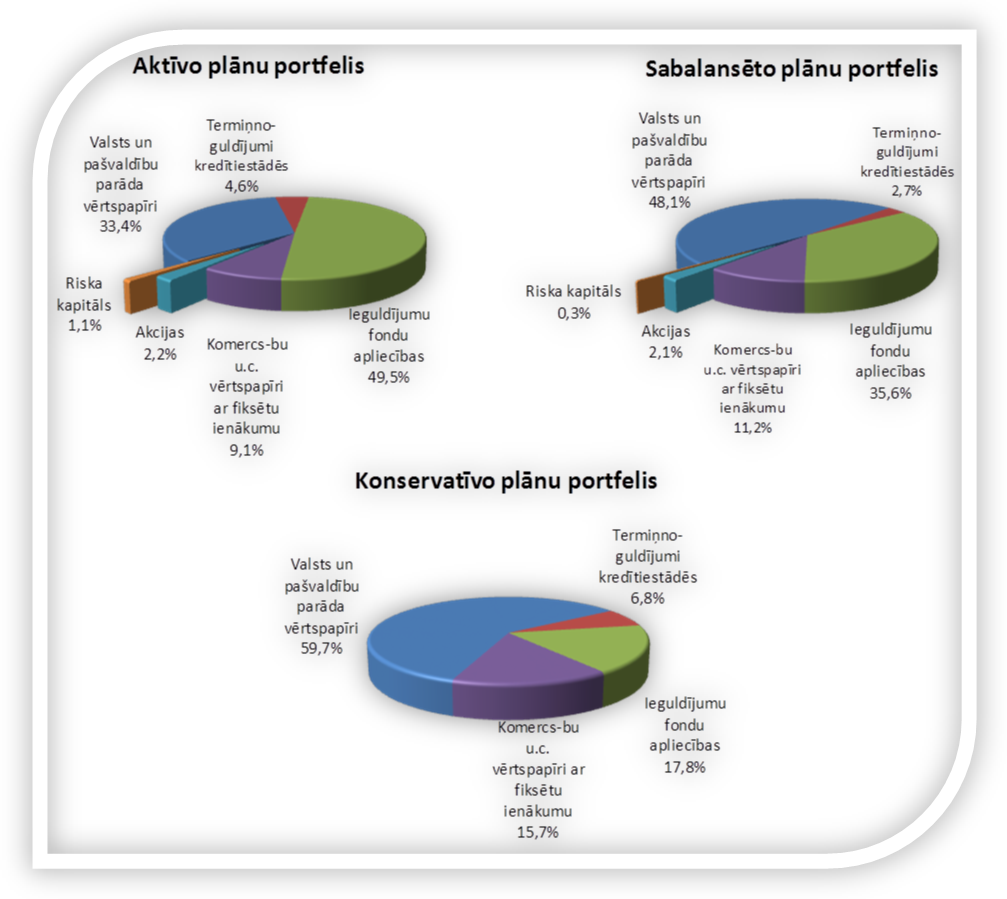 Aktīvo plānu portfelis
Valsts un
pašvaldību
parāda
vērtspapīri
33,4%
Termiņno-
guldījumi
kredītiestādēs
4,6%
Riska
kapitāls
1,1%
Akcijas
2,2%
Komercs-bu
u.c.
vērtspapīri
ar fiksētu
ienākumu
9,1%
Ieguldījumu
fondu
apliecības
49,5%
Sabalansēto plānu portfelis
Valsts un
pašvaldību
parāda
vērtspapīri
48,1%
Termiņno-
guldījumi
kredītiestādēs
2,7%
Riska kapitāls
0,3%
Akcijas
2,1%
Komercs-bu
u.c. vērtspapīri
ar fiksētu
ienākumu
11,2%
Ieguldījumu
fondu
apliecības
35,6%
Konservatīvo plānu portfelis
Valsts un
pašvaldību
parāda
vērtspapīri
59,7%
Termiņno-
guldījumi
kredītiestādēs
6,8%
Komercs-bu
u.c.
vērtspapīri ar
fiksētu
ienākumu
15,7%
Ieguldījumu
fondu
apliecības
17,8%